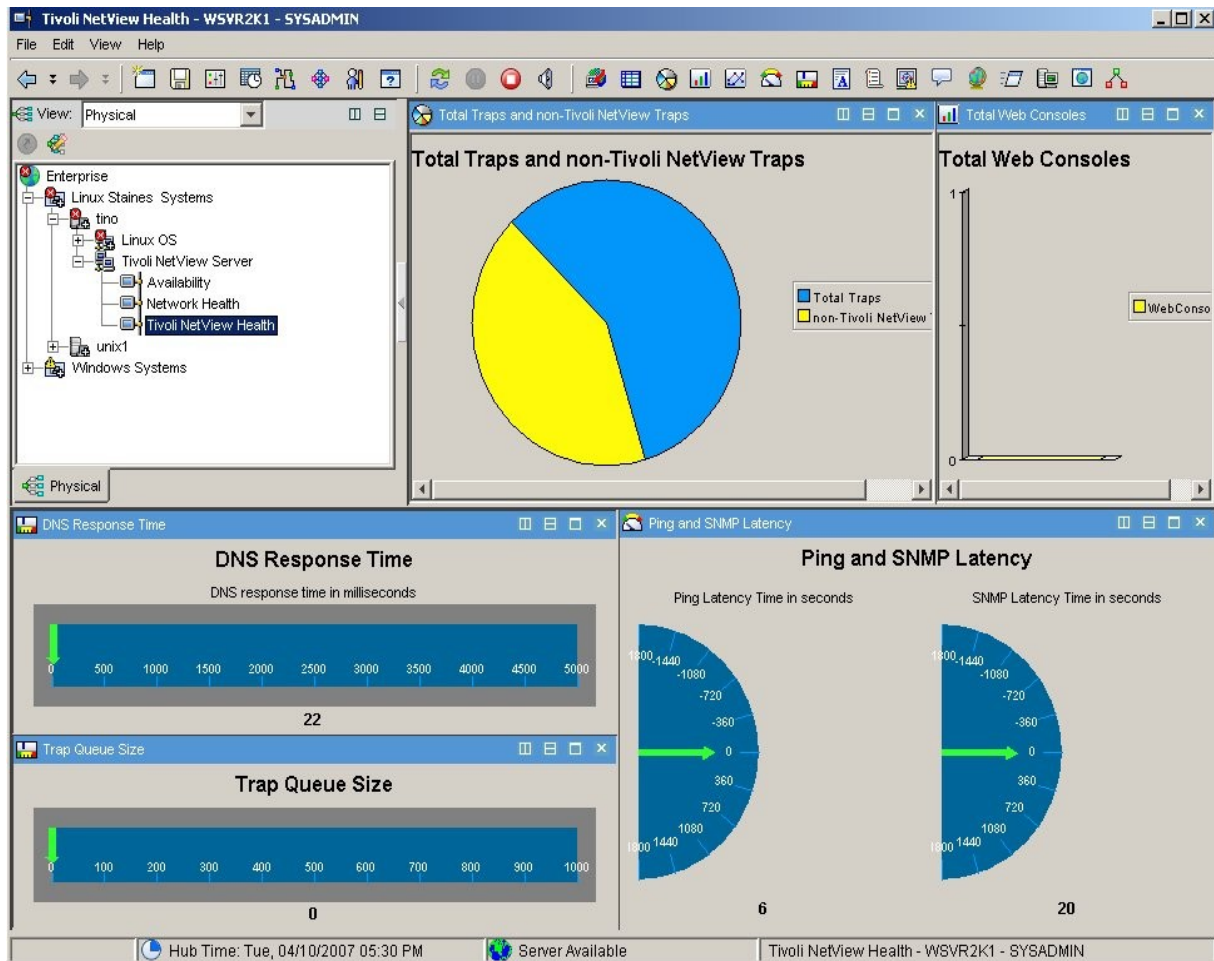 Tivoli NetView Health - WSVR2K1 - SYSADMIN
File Edit View Help
View: Physical
Enterprise
Linux Staines Systems
tino
Linux OS
Tivoli NetView Server
Availability
Network Health
Tivoli NetView Health
unix1
Windows Systems
Physical
Total Traps and non-Tivoli NetView Traps
Total Traps and non-Tivoli NetView Traps
Total Traps
non-Tivoli NetView
Total Web Consoles
Total Web Consoles
1
0
WebConso
DNS Response Time
DNS Response Time
DNS response time in milliseconds
0 500 1000 1500 2000 2500 3000 3500 4000 4500 5000
22
Trap Queue Size
Trap Queue Size
0 100 200 300 400 500 600 700 800 900 1000
0
Ping and SNMP Latency
Ping and SNMP Latency
Ping Latency Time in seconds
1800
-1440
-1080
-720
-360
0
360
720
1080
1440
1800
6
SNMP Latency Time in seconds
1800
-1440
-1080
-720
-360
0
360
720
1080
1440
1800
20
Hub Time: Tue, 04/10/2007 05:30 PM
Server Available
Tivoli NetView Health - WSVR2K1 - SYSADMIN